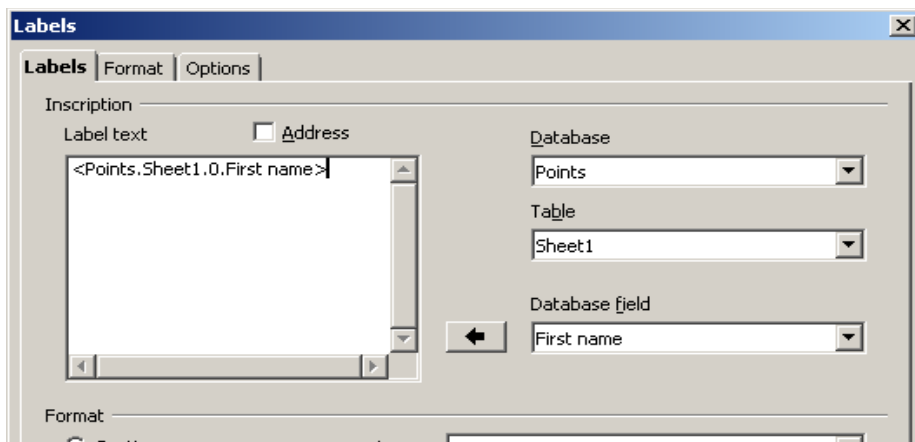 Labels
Labels Format Options
Inscription
Label text Address
<Points.Sheet1.0.First name>
Database
Points
Table
Sheet1
Database field
First name
Format